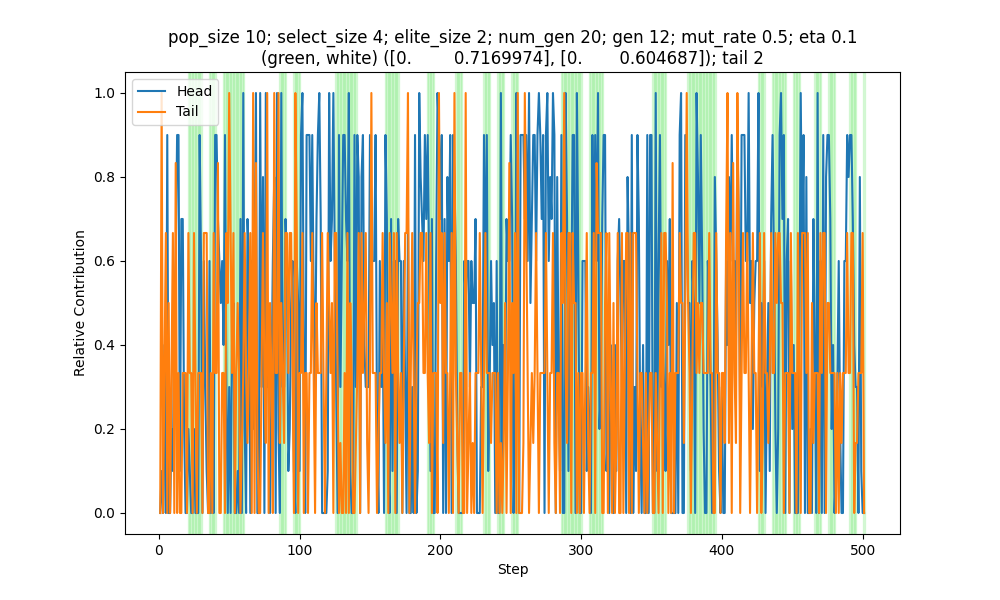 pop_size 10; select_size 4; elite_size 2; num_gen 20; gen 12; mut_rate 0.5; eta 0.1
(green, white) ([0.        0.7169974], [0.       0.604687]); tail 2
Head
Tail
1.0
0.8
0.6
0.4
0.2
0.0
Relative Contribution
0 100 200 300 400 500
Step